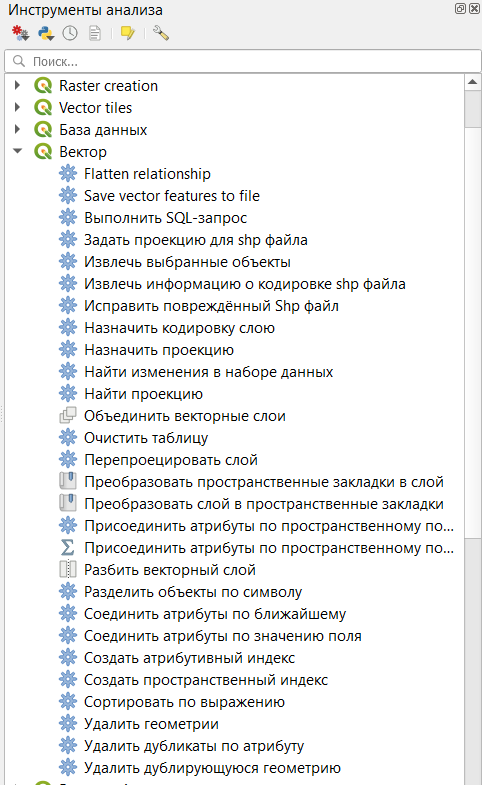 Инструменты анализа
Поиск...
Raster creation
Vector tiles
База данных
Вектор
Flatten relationship
Save vector features to file
Выполнить SQL-запрос
Задать проекцию для shp файла
Извлечь выбранные объекты
Извлечь информацию о кодировке shp файла
Исправить повреждённый Shp файл
Назначить кодировку слою
Назначить проекцию
Найти изменения в наборе данных
Найти проекцию
Объединить векторные слои
Очистить таблицу
Перепроецировать слой
Преобразовать пространственные закладки в слой
Преобразовать слой в пространственные закладки
Присоединить атрибуты по пространственному по...
Присоединить атрибуты по пространственному по...
Разбить векторный слой
Разделить объекты по символу
Соединить атрибуты по ближайшему
Соединить атрибуты по значению поля
Создать атрибутивный индекс
Создать пространственный индекс
Сортировать по выражению
Удалить геометрии
Удалить дубликаты по атрибуту
Удалить дублирующуюся геометрию